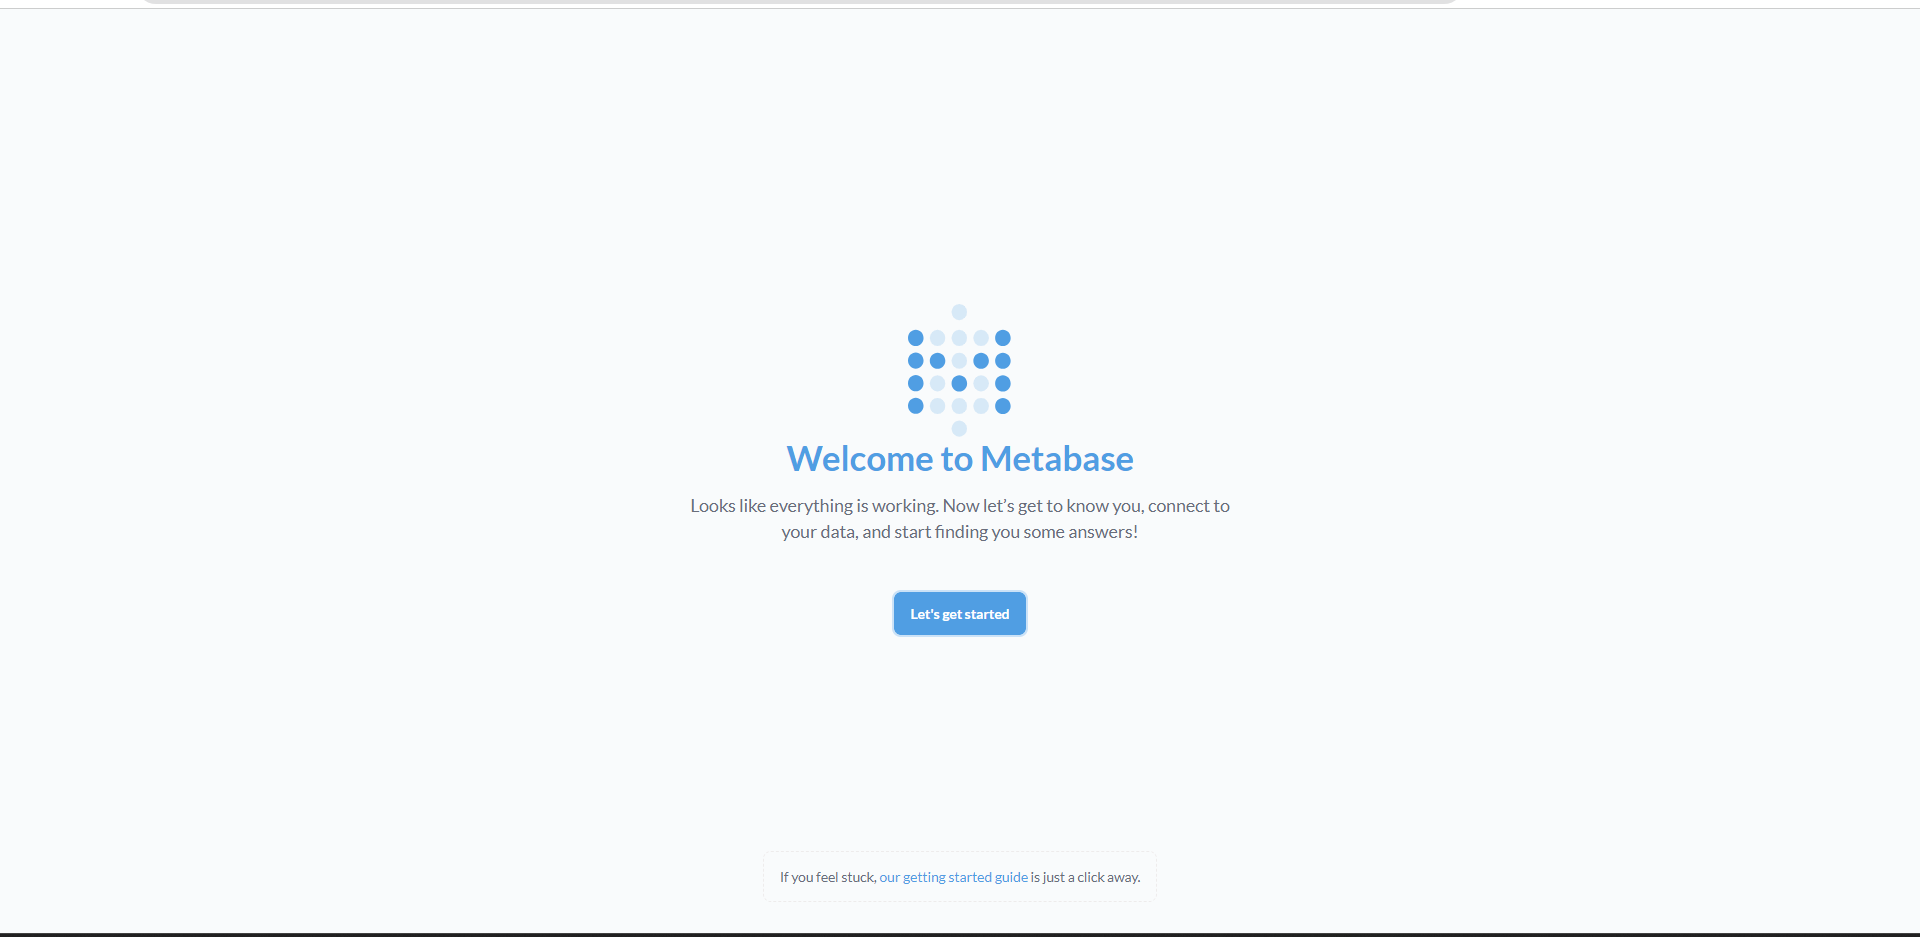 Welcome to Metabase
Looks like everything is working. Now let’s get to know you, connect to
your data, and start finding you some answers!
Let's get started
If you feel stuck, our getting started guide is just a click away.